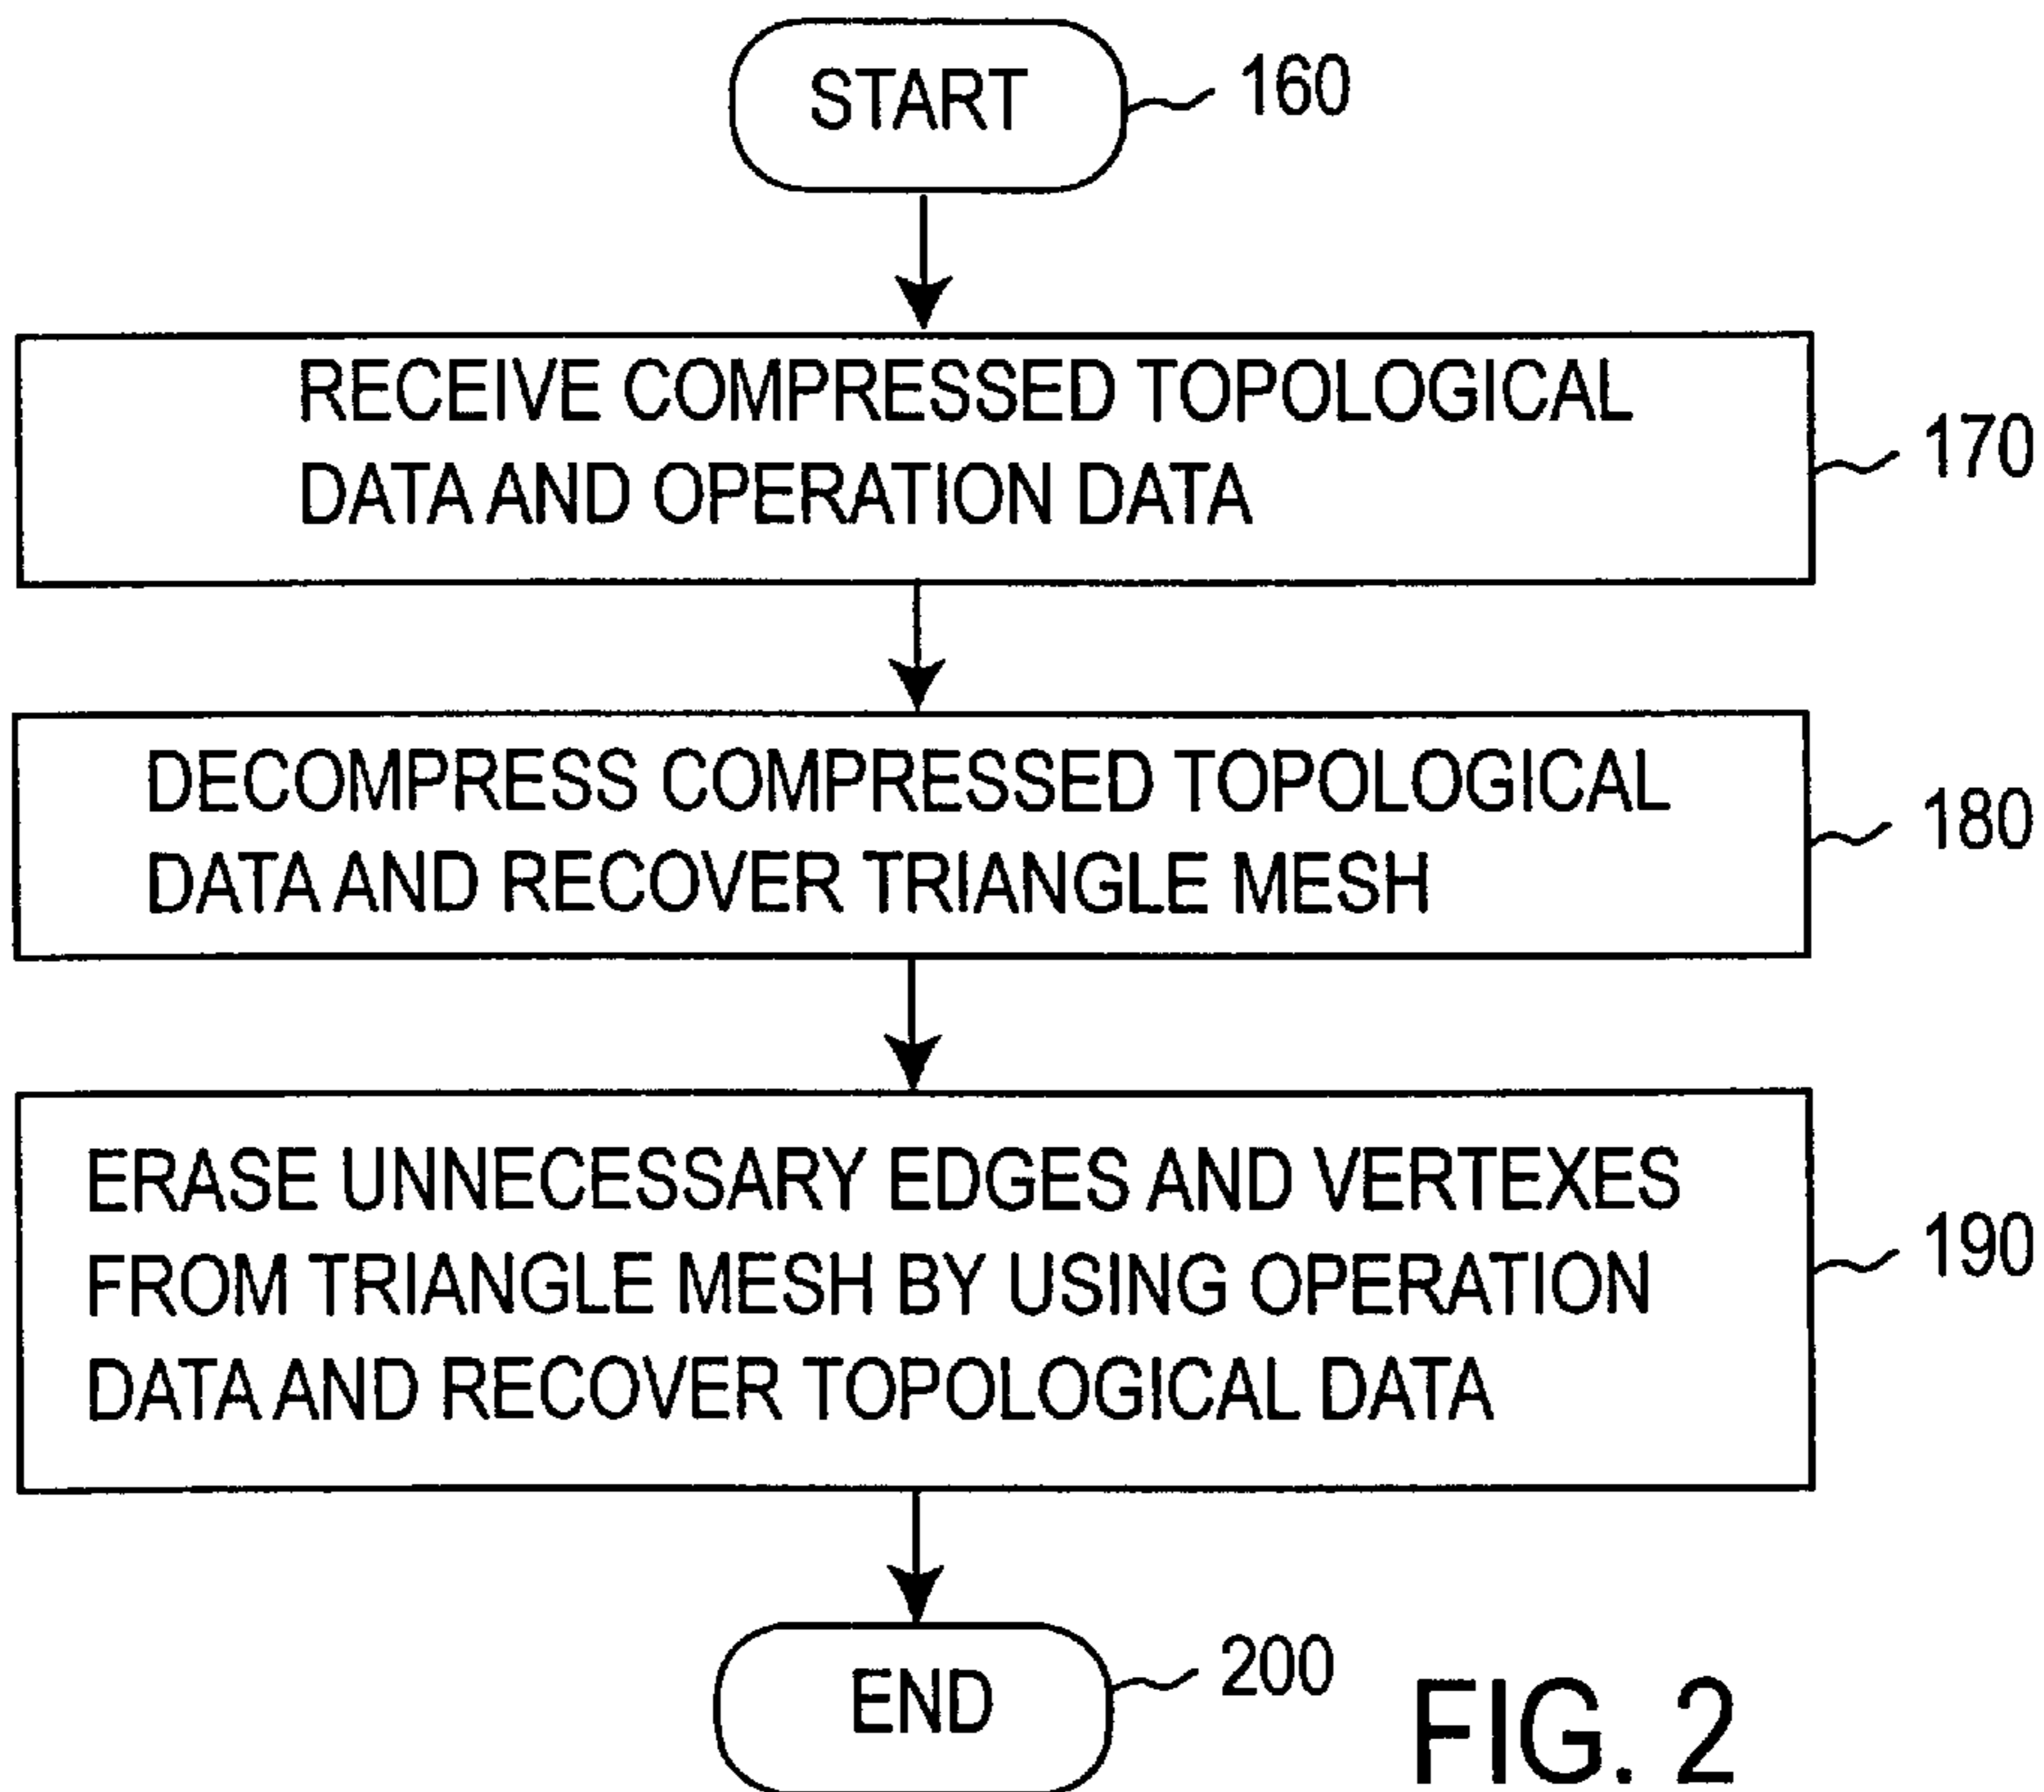 START
160
RECEIVE COMPRESSED TOPOLOGICAL
DATA AND OPERATION DATA
170
DECOMPRESS COMPRESSED TOPOLOGICAL
DATA AND RECOVER TRIANGLE MESH
180
ERASE UNNECESSARY EDGES AND VERTEXES
FROM TRIANGLE MESH BY USING OPERATION
DATA AND RECOVER TOPOLOGICAL DATA
190
END
200
FIG. 2